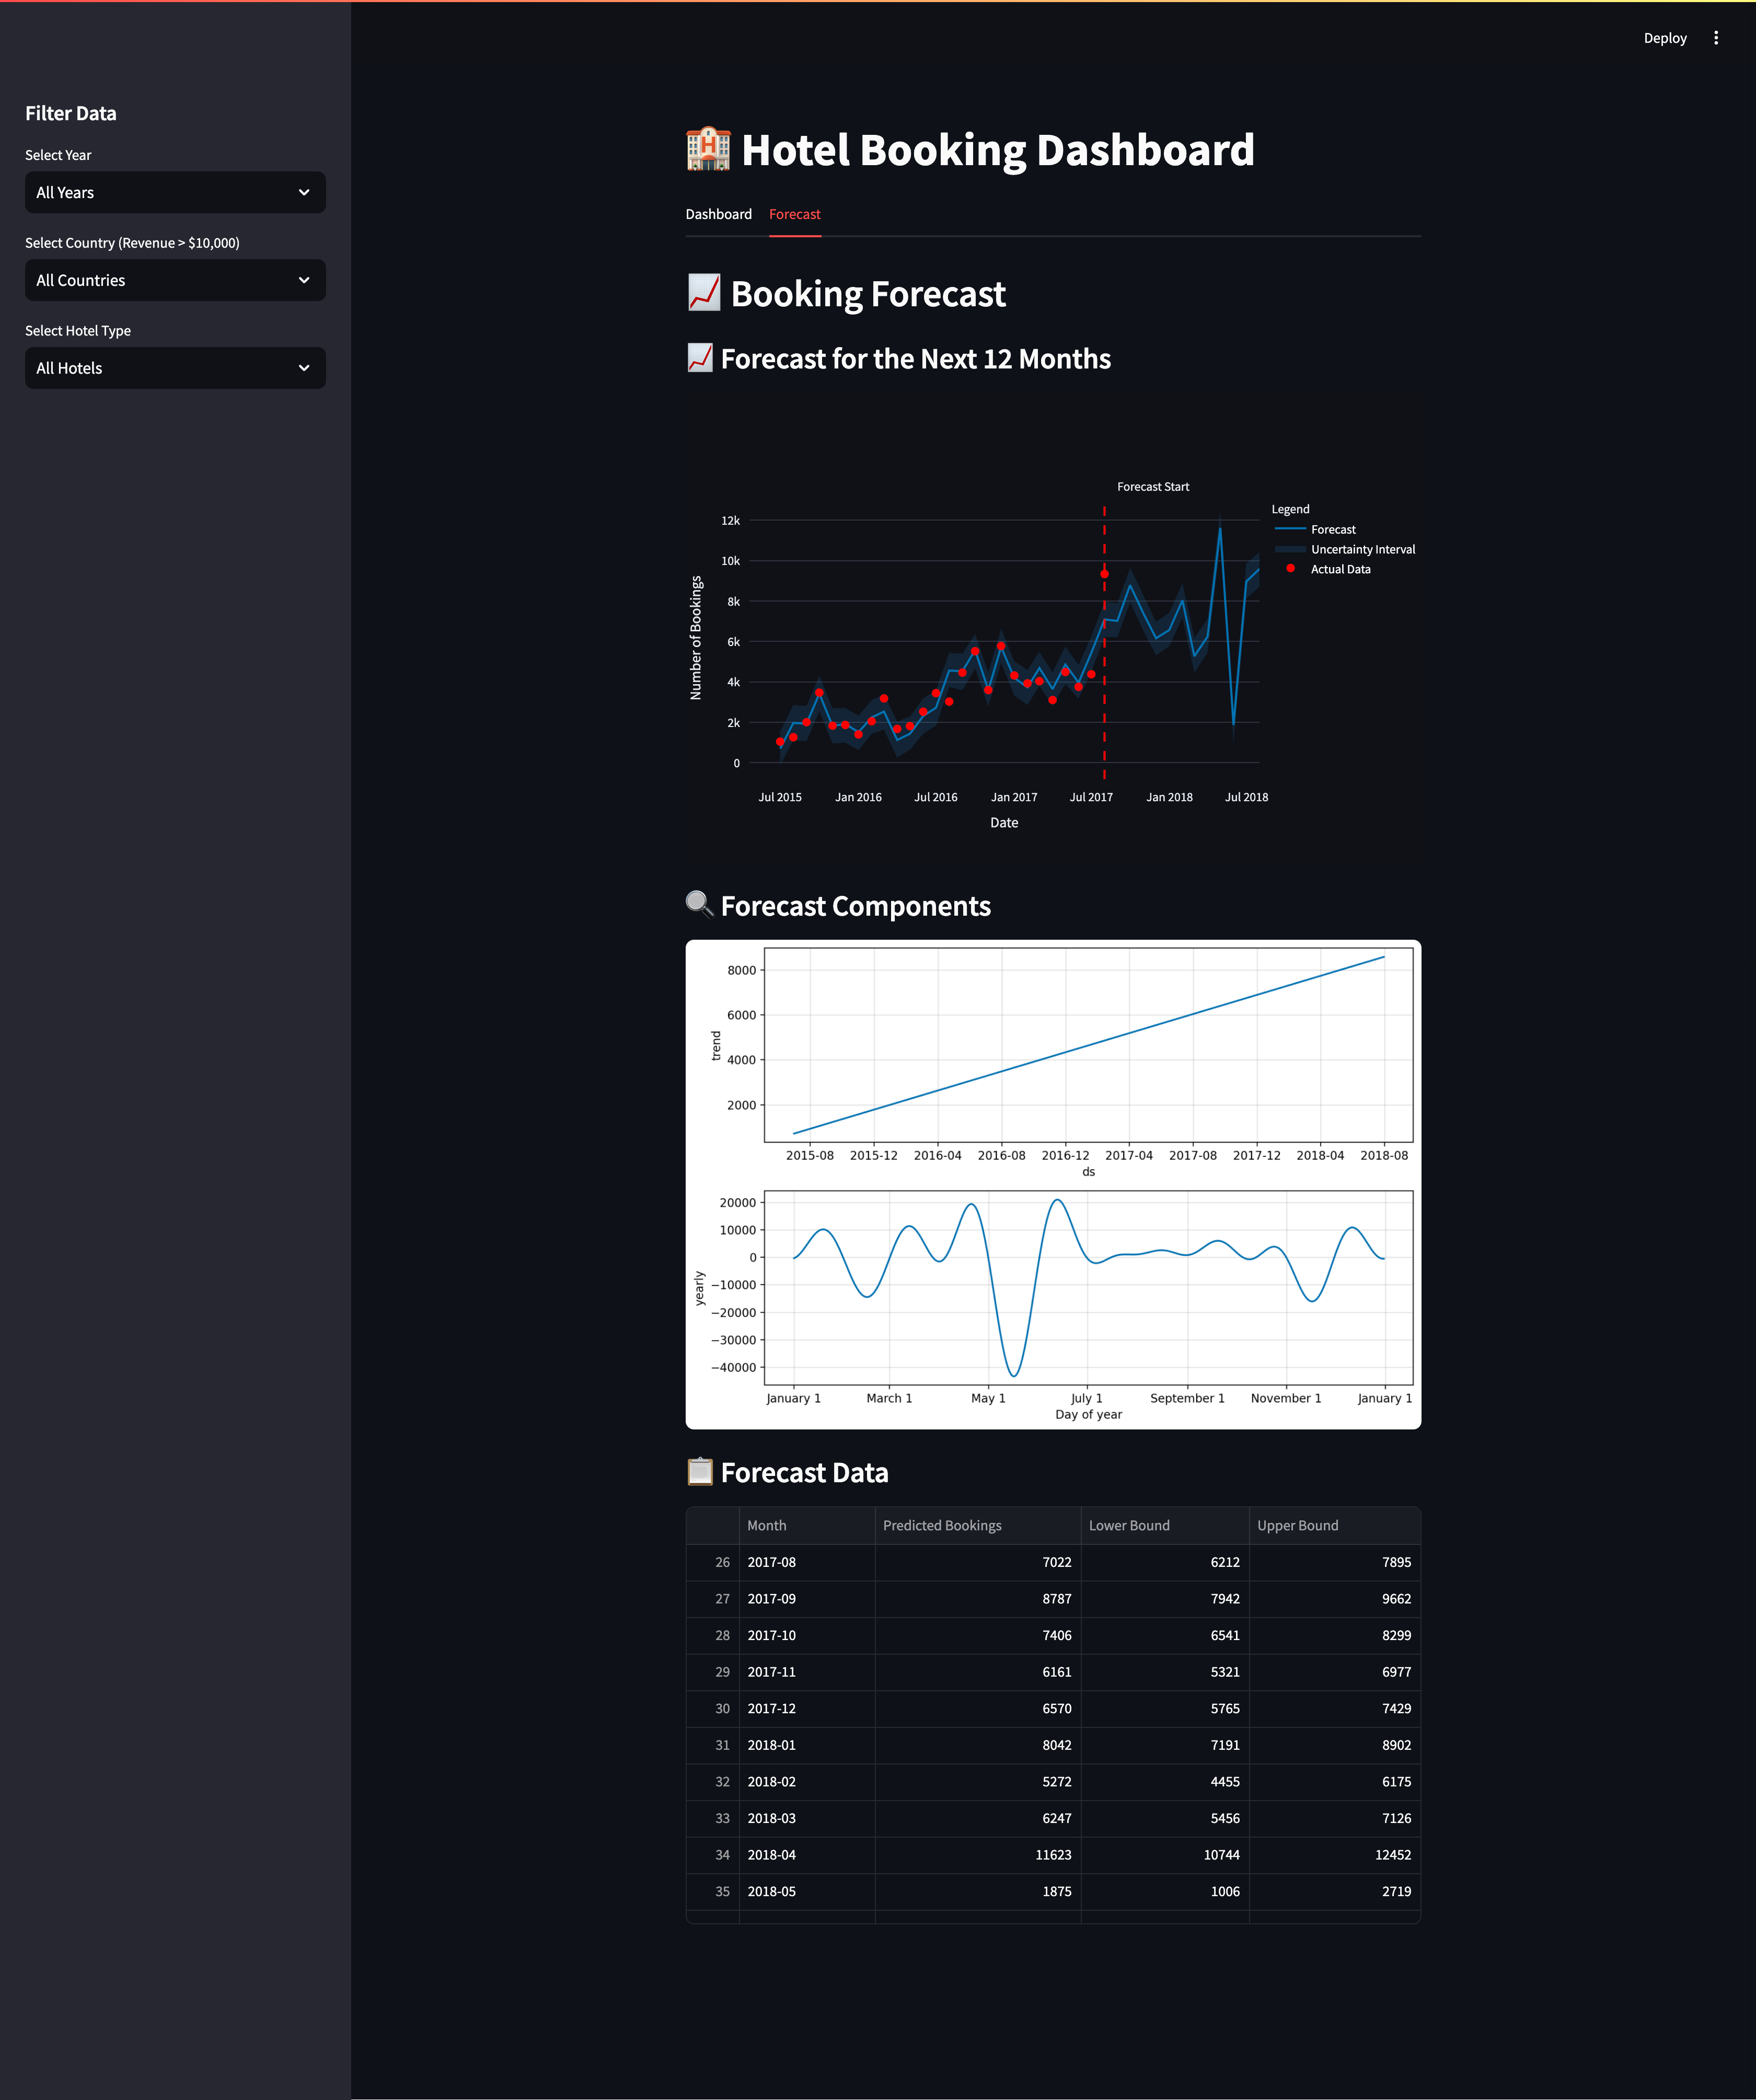 Deploy
Filter Data
Select Year
All Years
Select Country (Revenue > $10,000)
All Countries
Select Hotel Type
All Hotels
Hotel Booking Dashboard
Dashboard Forecast
Booking Forecast
Forecast for the Next 12 Months
Forecast Start
Number of Bookings
12k
10k
8k
6k
4k
2k
0
Jul 2015 Jan 2016 Jul 2016 Jan 2017 Jul 2017 Jan 2018 Jul 2018
Date
Legend
Forecast
Uncertainty Interval
Actual Data
Forecast Components
trend
8000
6000
4000
2000
2015-08 2015-12 2016-04 2016-08 2016-12 2017-04 2017-08 2017-12 2018-04 2018-08
ds
yearly
20000
10000
0
−10000
−20000
−30000
−40000
January 1 March 1 May 1 July 1 September 1 November 1 January 1
Day of year
Forecast Data
Month Predicted Bookings Lower Bound Upper Bound
26 2017-08 7022 6212 7895
27 2017-09 8787 7942 9662
28 2017-10 7406 6541 8299
29 2017-11 6161 5321 6977
30 2017-12 6570 5765 7429
31 2018-01 8042 7191 8902
32 2018-02 5272 4455 6175
33 2018-03 6247 5456 7126
34 2018-04 11623 10744 12452
35 2018-05 1875 1006 2719